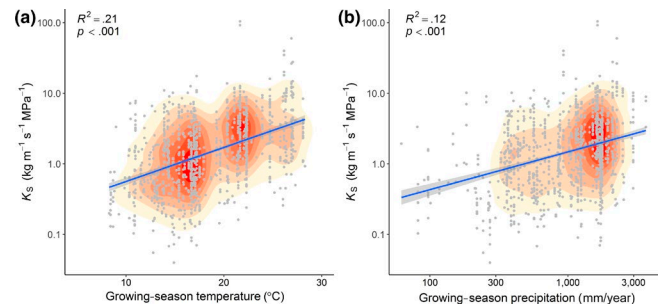 (a)
R² = .21
p < .001
100.0
10.0
1.0
0.1
K_S (kg m⁻¹ s⁻¹ MPa⁻¹)
10
20
30
Growing-season temperature (°C)
(b)
R² = .12
p < .001
100.0
10.0
1.0
0.1
K_S (kg m⁻¹ s⁻¹ MPa⁻¹)
100
300
1,000
3,000
Growing-season precipitation (mm/year)